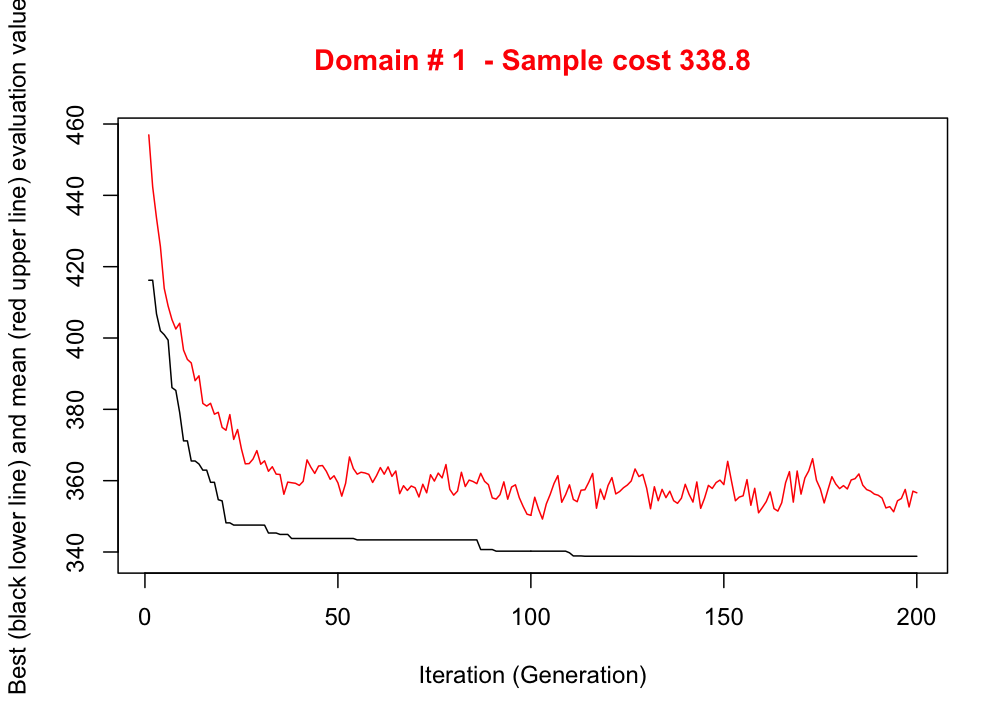 Domain # 1  - Sample cost 338.8
Best (black lower line) and mean (red upper line) evaluation value
460
440
420
400
380
360
340
0 50 100 150 200
Iteration (Generation)